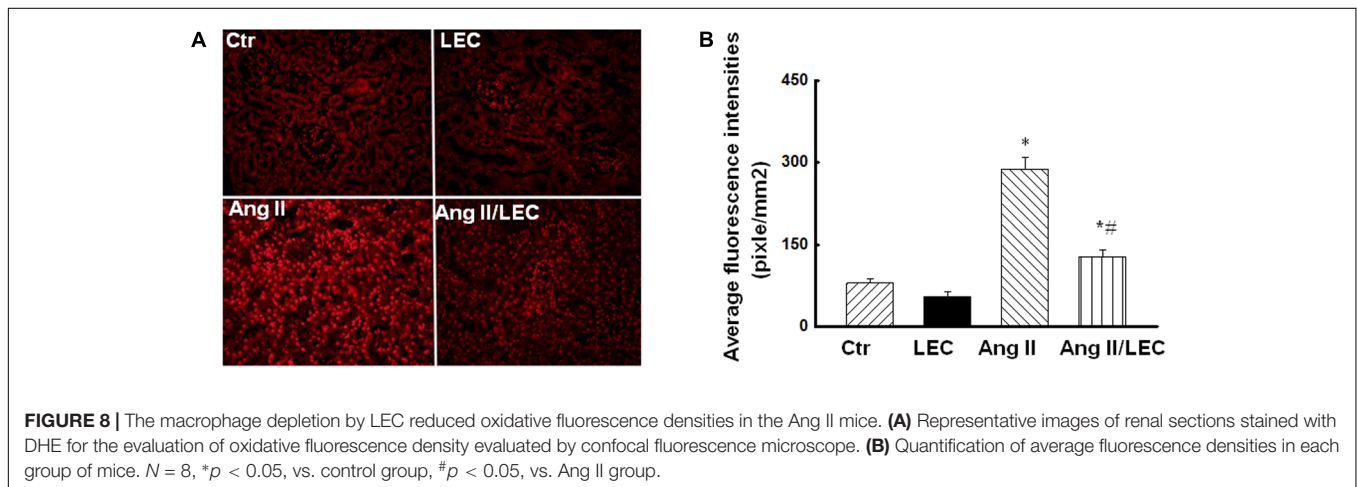 A
Ctr
LEC
Ang II
Ang II/LEC
B
Average fluorescence intensities
(pixle/mm2)
450
300
150
0
*
*#
Ctr LEC Ang II Ang II/LEC
FIGURE 8 | The macrophage depletion by LEC reduced oxidative fluorescence densities in the Ang II mice. (A) Representative images of renal sections stained with
DHE for the evaluation of oxidative fluorescence density evaluated by confocal fluorescence microscope. (B) Quantification of average fluorescence densities in each
group of mice. N = 8, *p < 0.05, vs. control group, #p < 0.05, vs. Ang II group.